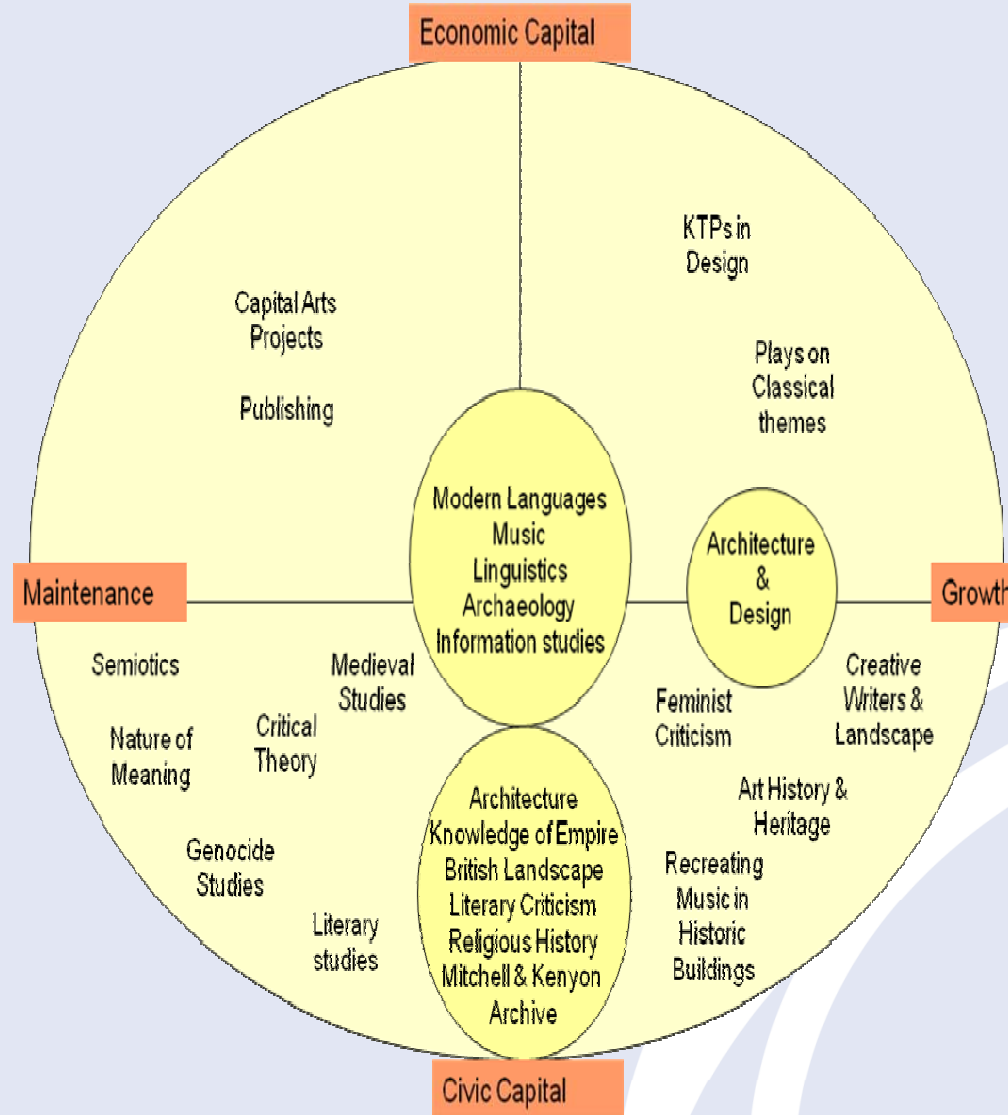 Economic Capital
KTPs in
Design
Capital Arts
Projects
Publishing
Plays on
Classical
themes
Modern Languages
Music
Linguistics
Archaeology
Information studies
Architecture
&
Design
Maintenance
Growth
Semiotics
Medieval
Studies
Nature of
Meaning
Critical
Theory
Genocide
Studies
Literary
studies
Architecture
Knowledge of Empire
British Landscape
Literary Criticism
Religious History
Mitchell & Kenyon
Archive
Feminist
Criticism
Creative
Writers &
Landscape
Art History &
Heritage
Recreating
Music in
Historic
Buildings
Civic Capital